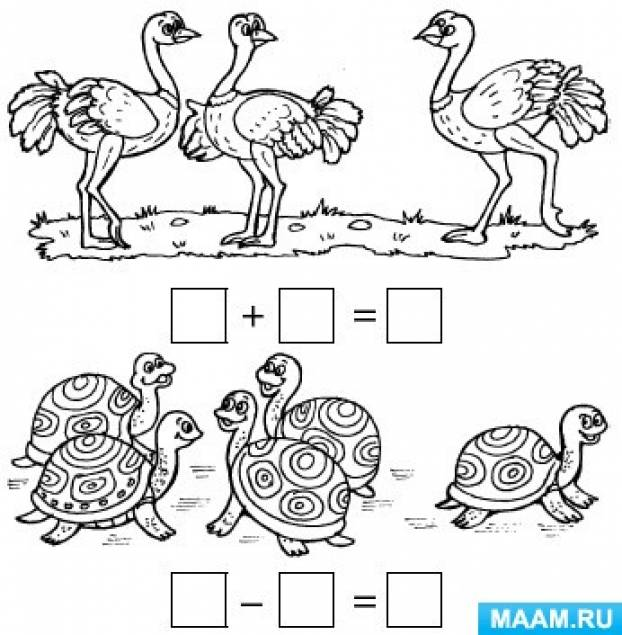 + =
– =
MAAM.RU